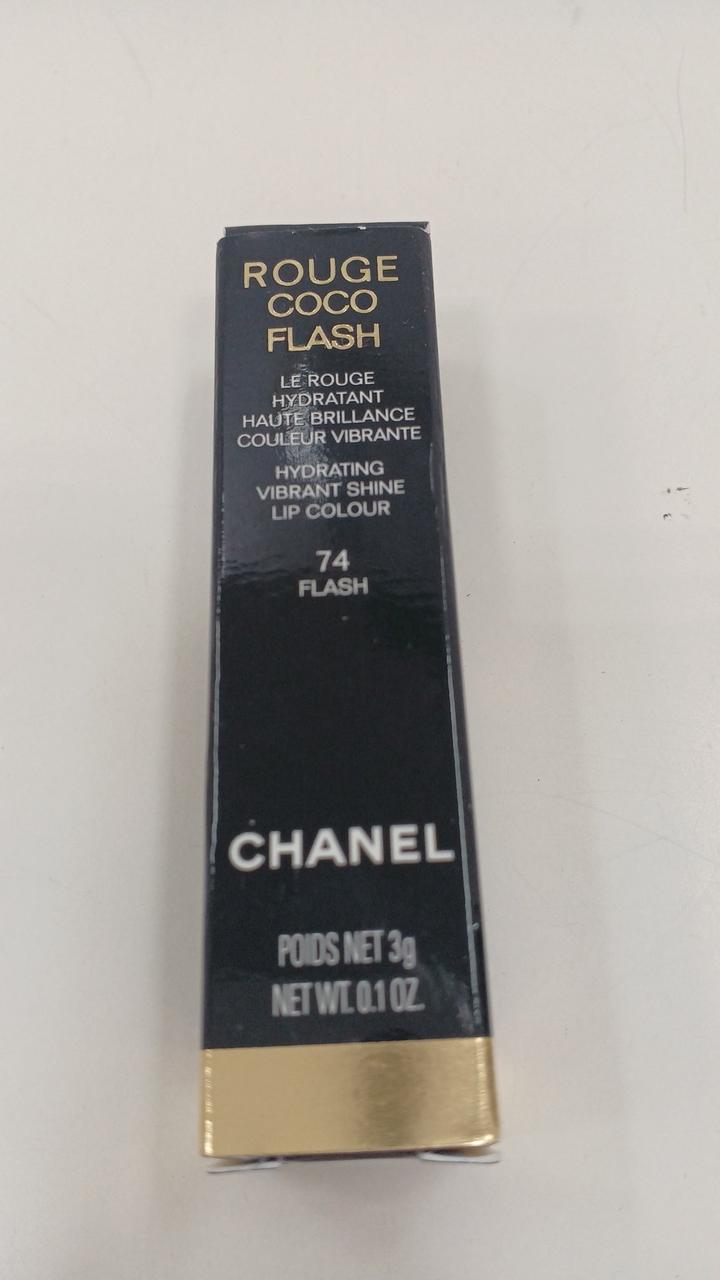 ROUGE
COCO
FLASH
LE ROUGE
HYDRATANT
HAUTE BRILLANCE
COULEUR VIBRANTE
HYDRATING
VIBRANT SHINE
LIP COLOUR
74
FLASH
CHANEL
POIDS NET 3g
NET WT. 0.1 OZ.